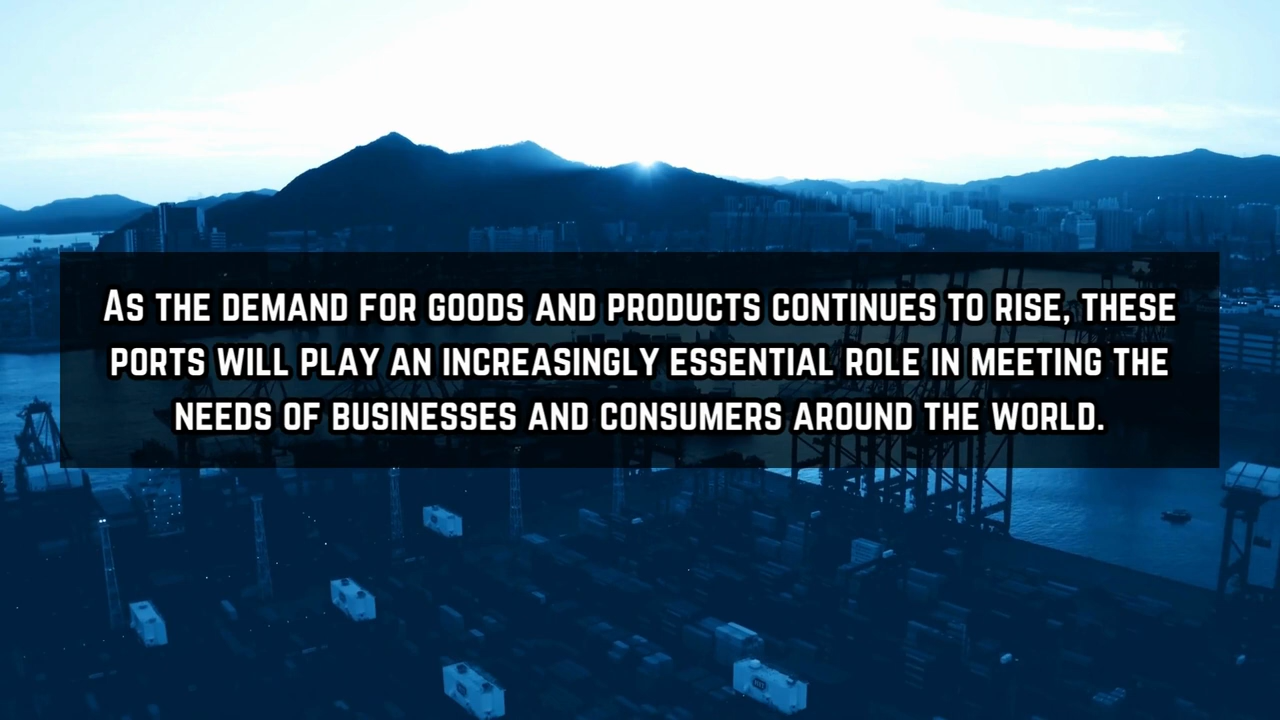 As the demand for goods and products continues to rise, these
ports will play an increasingly essential role in meeting the
needs of businesses and consumers around the world.